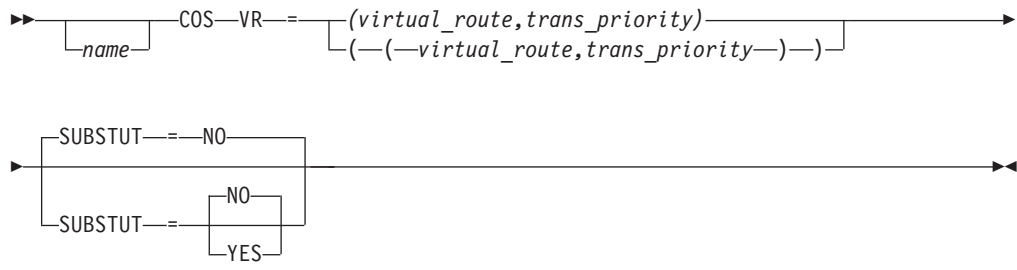 COS VR = (virtual_route,trans_priority)
name ( ( virtual_route,trans_priority ) )
SUBSTUT = NO
NO
SUBSTUT =
YES